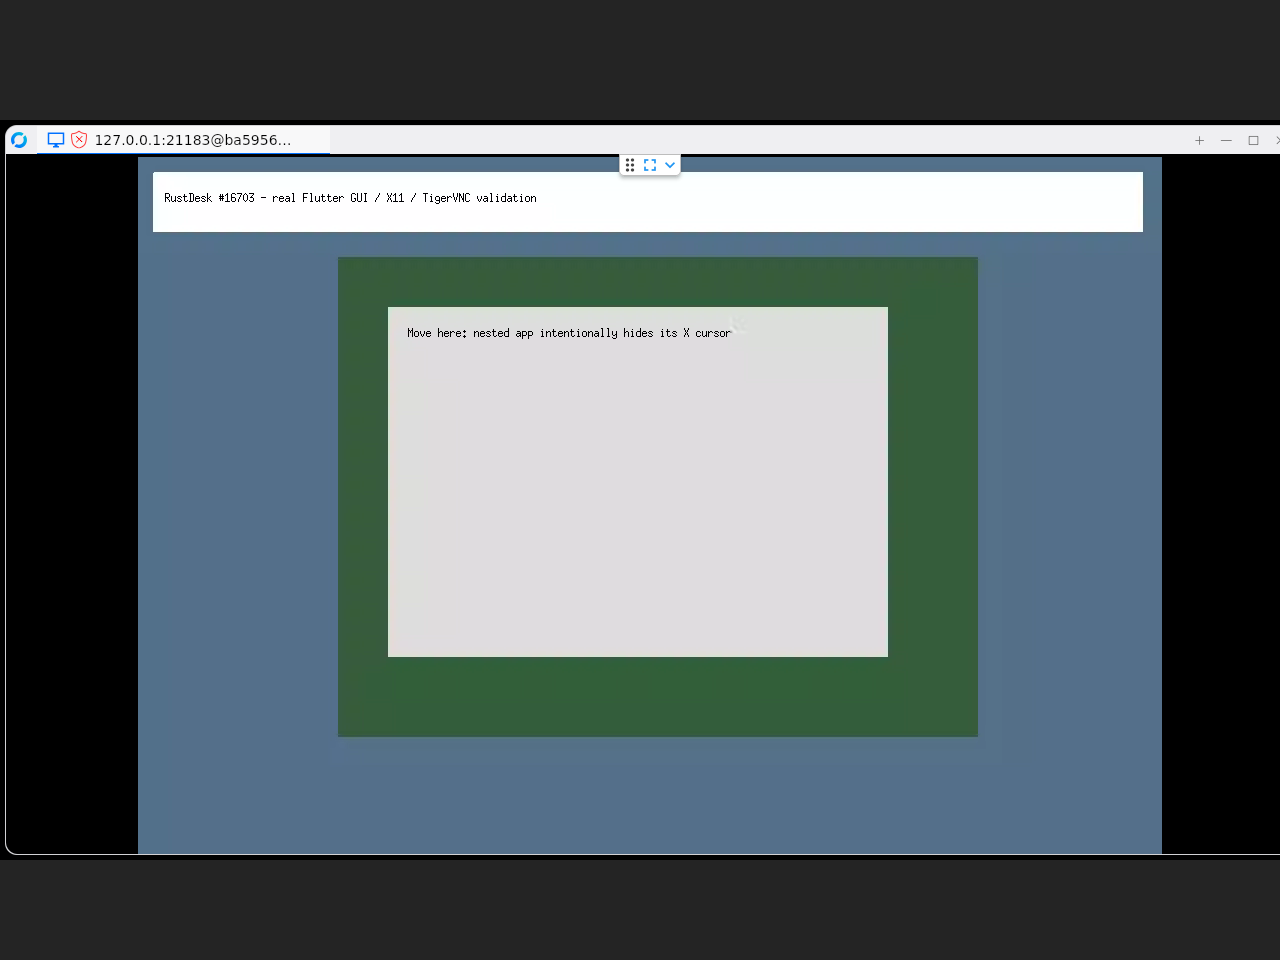 127.0.0.1:21183@ba5956...
RustDesk #16703 - real Flutter GUI / X11 / TigerVNC validation
Move here: nested app intentionally hides its X cursor